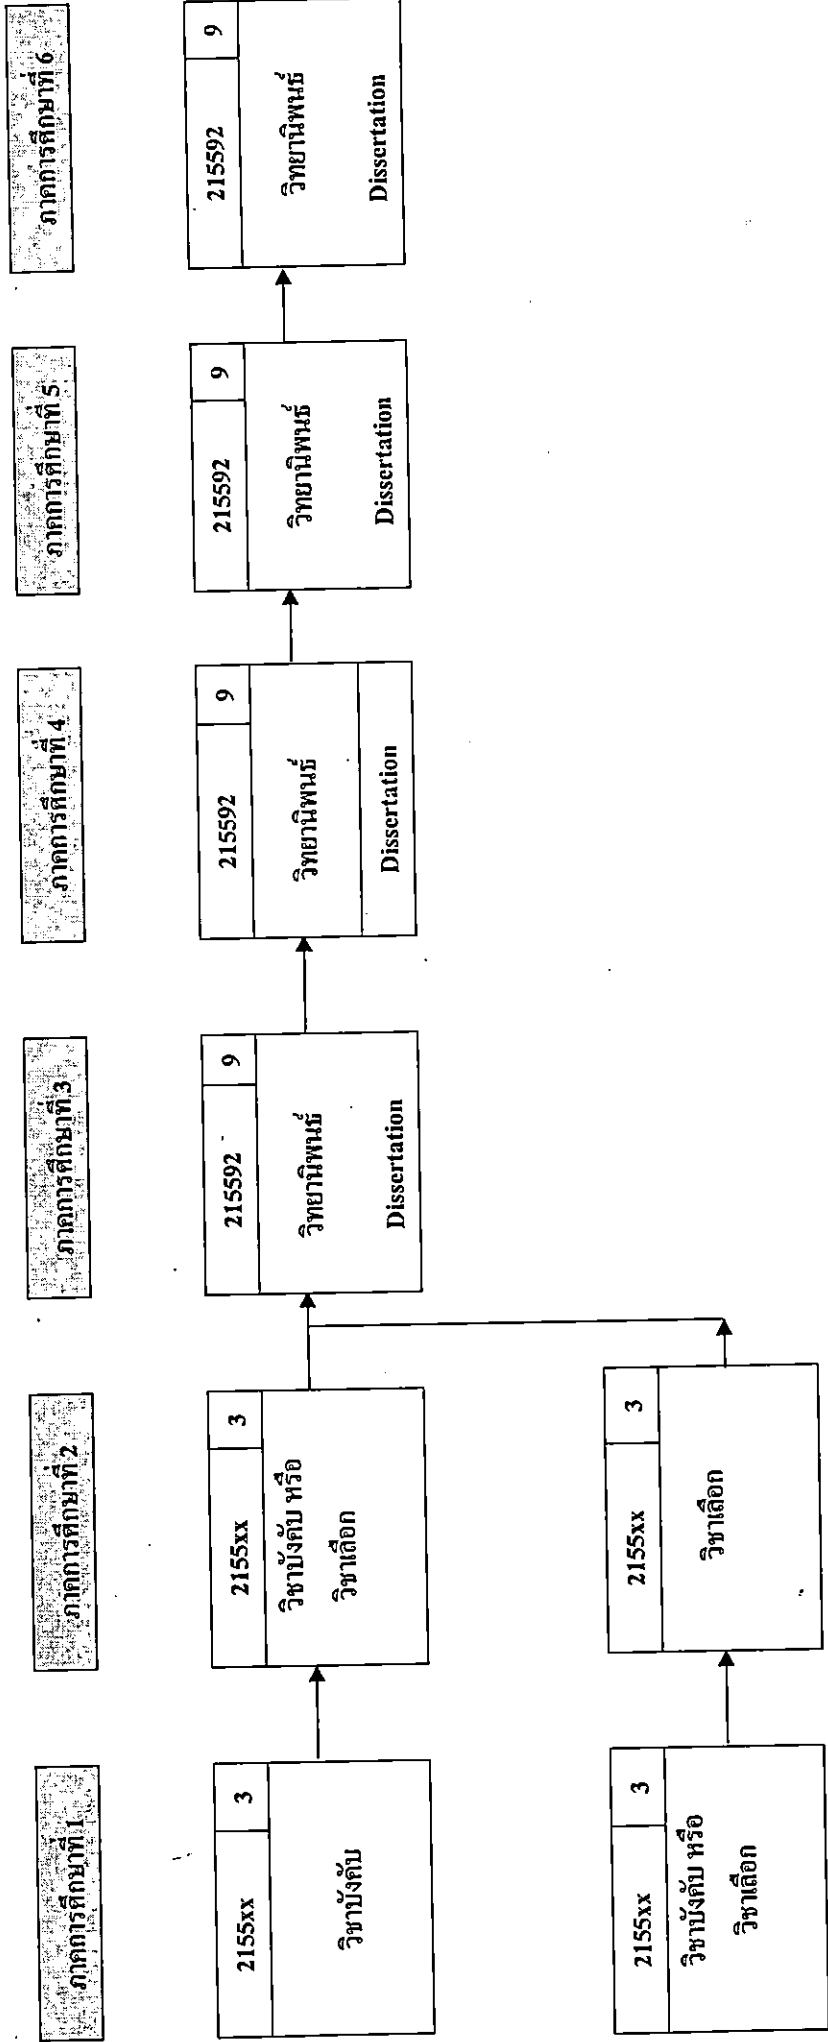 ภาคการศึกษาที่ 1
ภาคการศึกษาที่ 2
ภาคการศึกษาที่ 3
ภาคการศึกษาที่ 4
ภาคการศึกษาที่ 5
ภาคการศึกษาที่ 6
2155xx 3
วิชาบังคับ
2155xx 3
วิชาบังคับ หรือ
วิชาเลือก
215592 9
วิทยานิพนธ์
Dissertation
215592 9
วิทยานิพนธ์
Dissertation
215592 9
วิทยานิพนธ์
Dissertation
215592 9
วิทยานิพนธ์
Dissertation
2155xx 3
วิชาบังคับ หรือ
วิชาเลือก
2155xx 3
วิชาเลือก